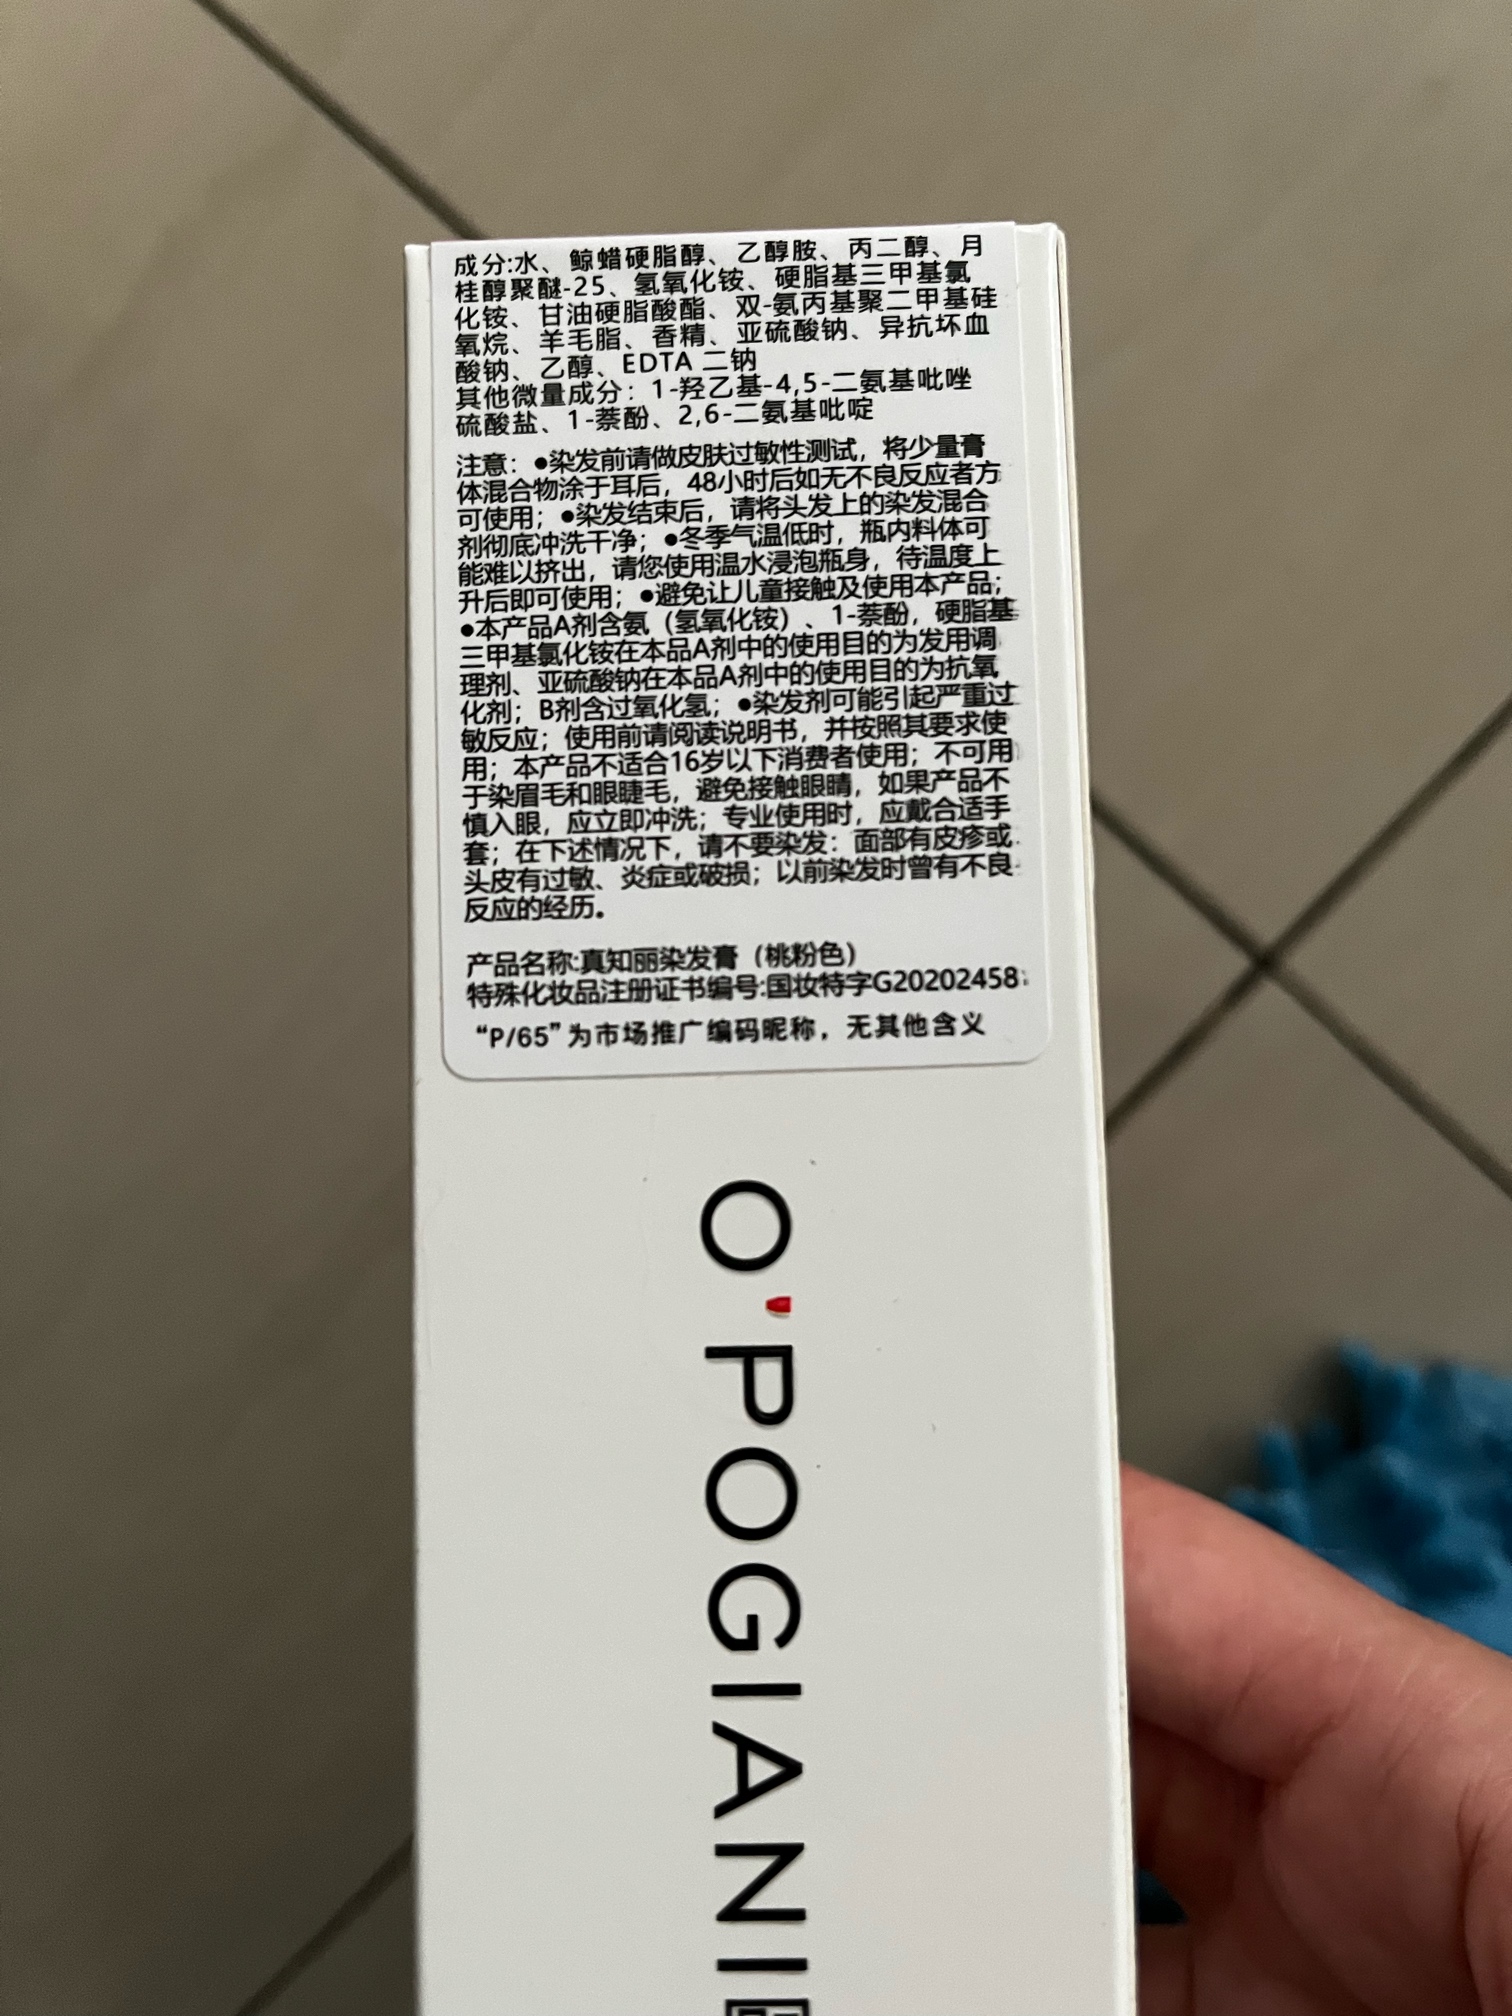 成分:水、鲸蜡硬脂醇、乙醇胺、丙二醇、月
桂醇聚醚-25、氢氧化铵、硬脂基三甲基氯
化铵、甘油硬脂酸酯、双-氨丙基聚二甲基硅
氧烷、羊毛脂、香精、亚硫酸钠、异抗坏血
酸钠、乙醇、EDTA 二钠
其他微量成分：1-羟乙基-4,5-二氨基吡唑
硫酸盐、1-萘酚、2,6-二氨基吡啶
注意：●染发前请做皮肤过敏性测试，将少量膏
体混合物涂于耳后，48小时后如无不良反应者方
可使用；●染发结束后，请将头发上的染发混合
剂彻底冲洗干净；●冬季气温低时，瓶内料体可
能难以挤出，请您使用温水浸泡瓶身，待温度上
升后即可使用；●避免让儿童接触及使用本产品；
●本产品A剂含氨（氢氧化铵）、1-萘酚，硬脂基
三甲基氯化铵在本品A剂中的使用目的为发用调
理剂、亚硫酸钠在本品A剂中的使用目的为抗氧
化剂；B剂含过氧化氢；●染发剂可能引起严重过
敏反应；使用前请阅读说明书，并按照其要求使
用；本产品不适合16岁以下消费者使用；不可用
于染眉毛和眼睫毛，避免接触眼睛，如果产品不
慎入眼，应立即冲洗；专业使用时，应戴合适手
套；在下述情况下，请不要染发：面部有皮疹或
头皮有过敏、炎症或破损；以前染发时曾有不良
反应的经历。
产品名称:真知丽染发膏（桃粉色）
特殊化妆品注册证书编号:国妆特字G20202458
“P/65”为市场推广编码昵称，无其他含义
O'POGIANI